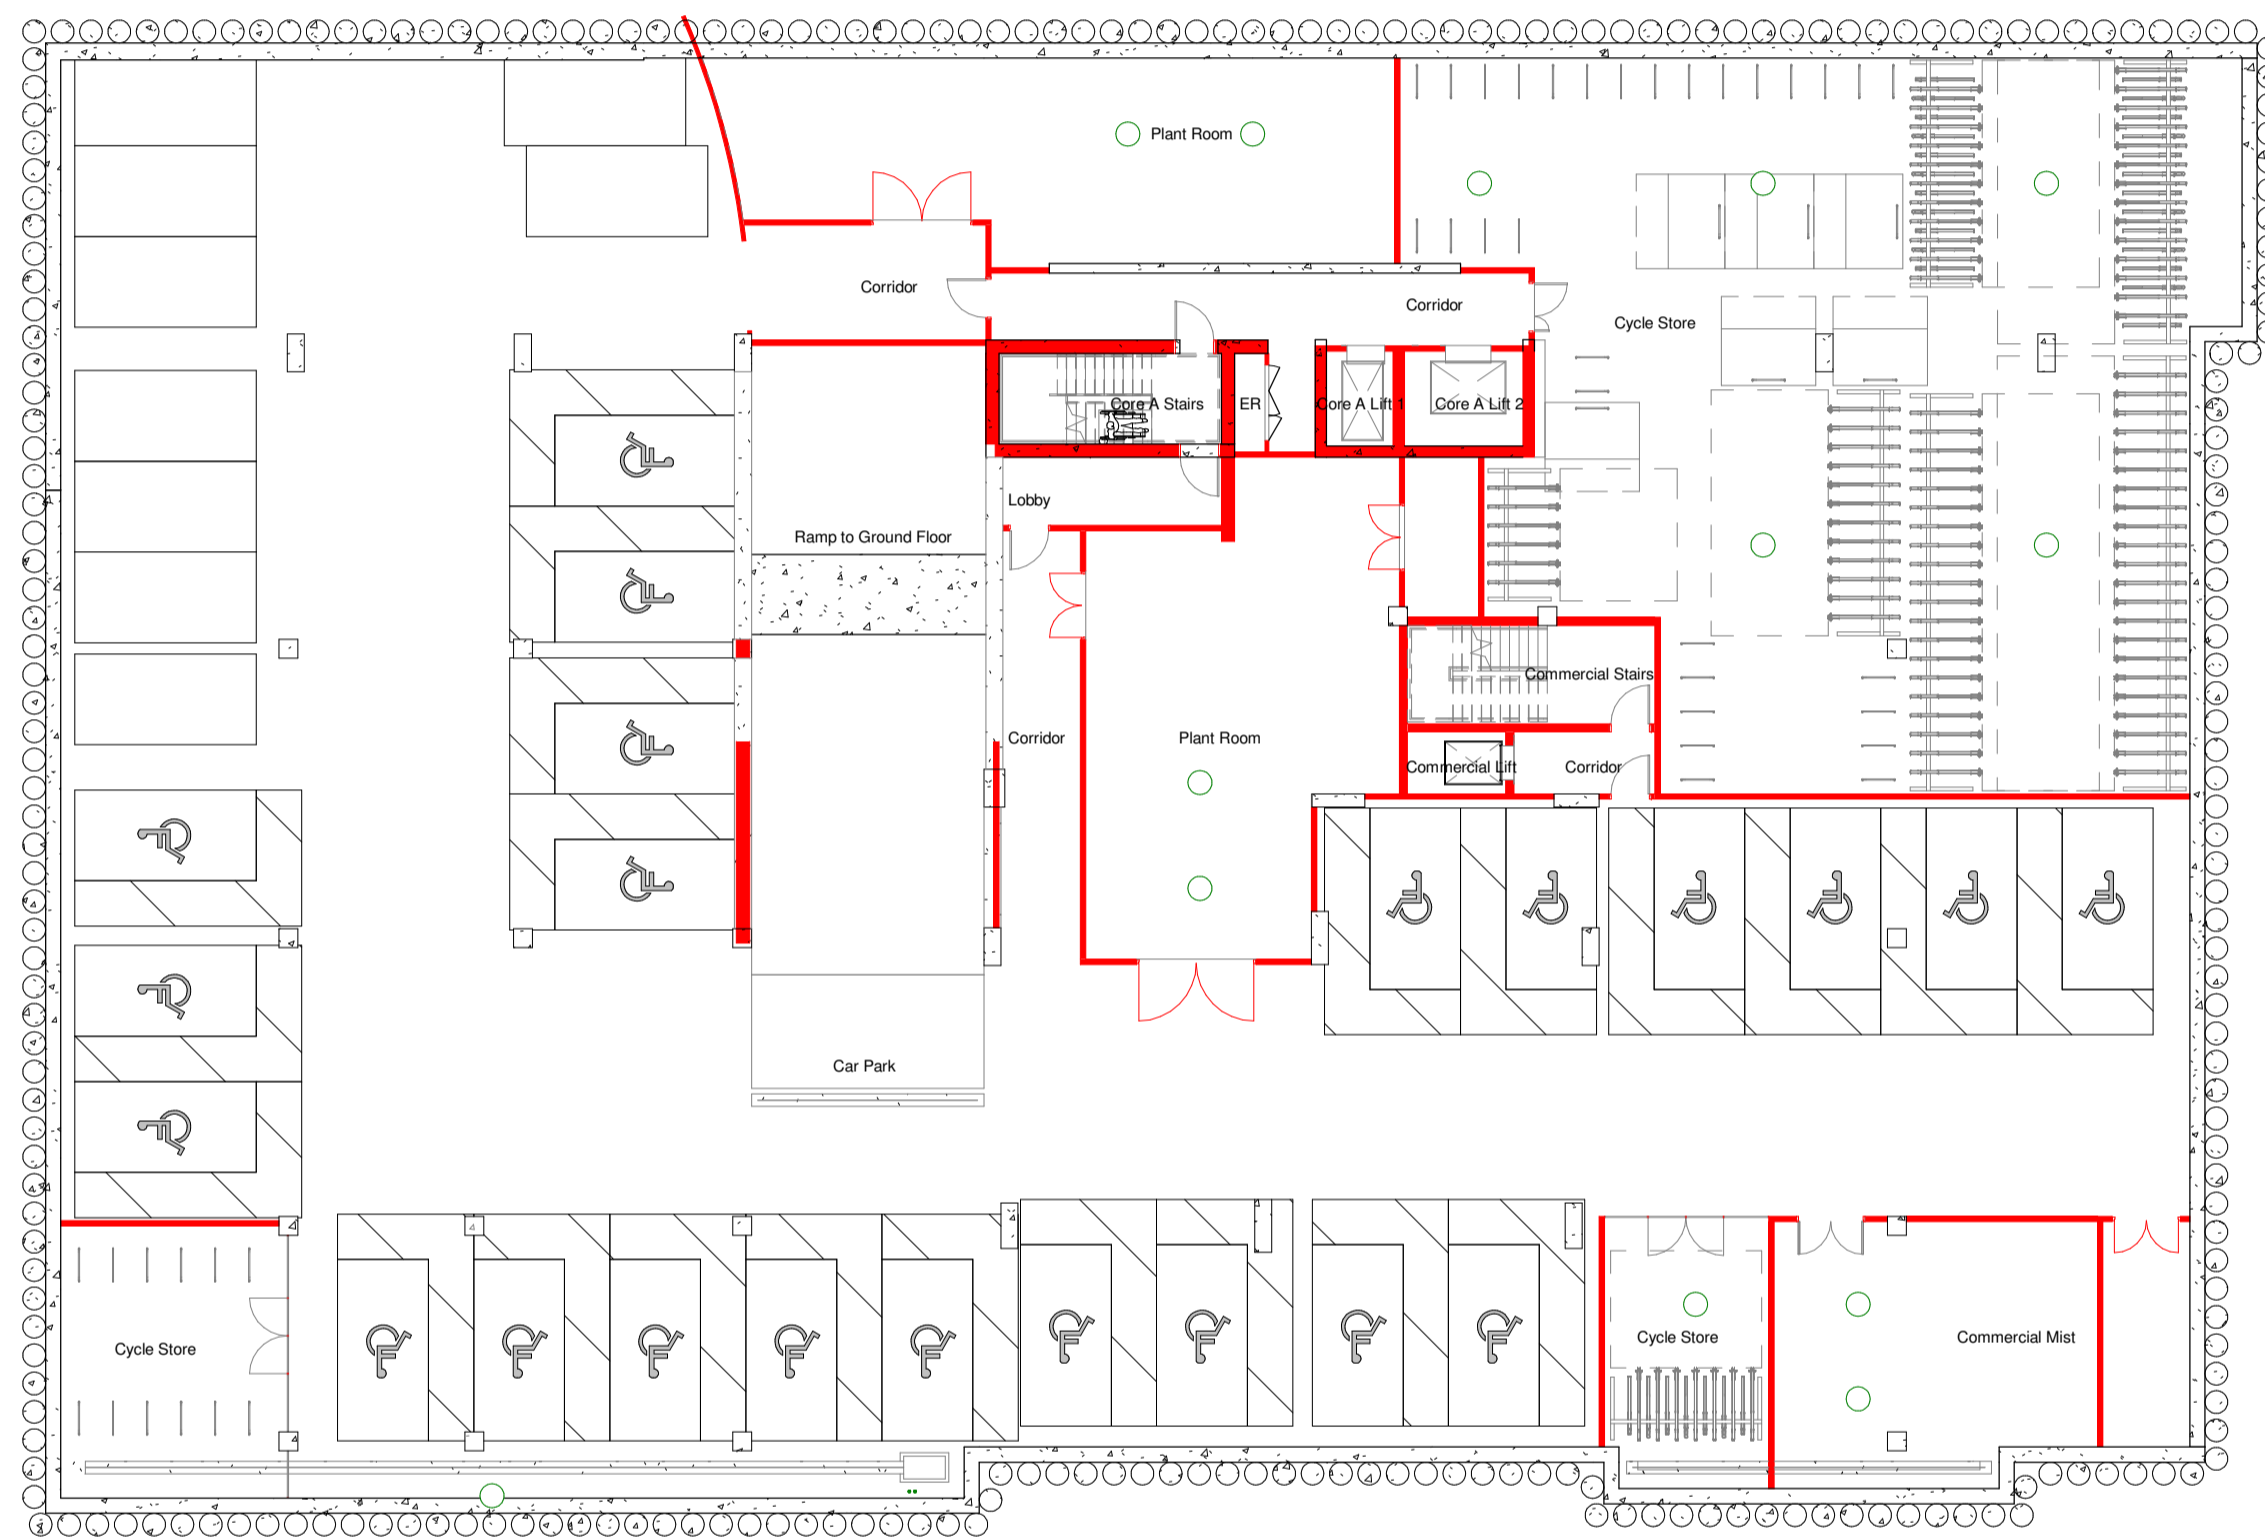 Plant Room
Corridor
Corridor
Cycle Store
Core A Stairs
ER
Core A Lift 1
Core A Lift 2
Lobby
Ramp to Ground Floor
Commercial Stairs
Corridor
Plant Room
Commercial Lift
Corridor
Car Park
Cycle Store
Cycle Store
Commercial Mist